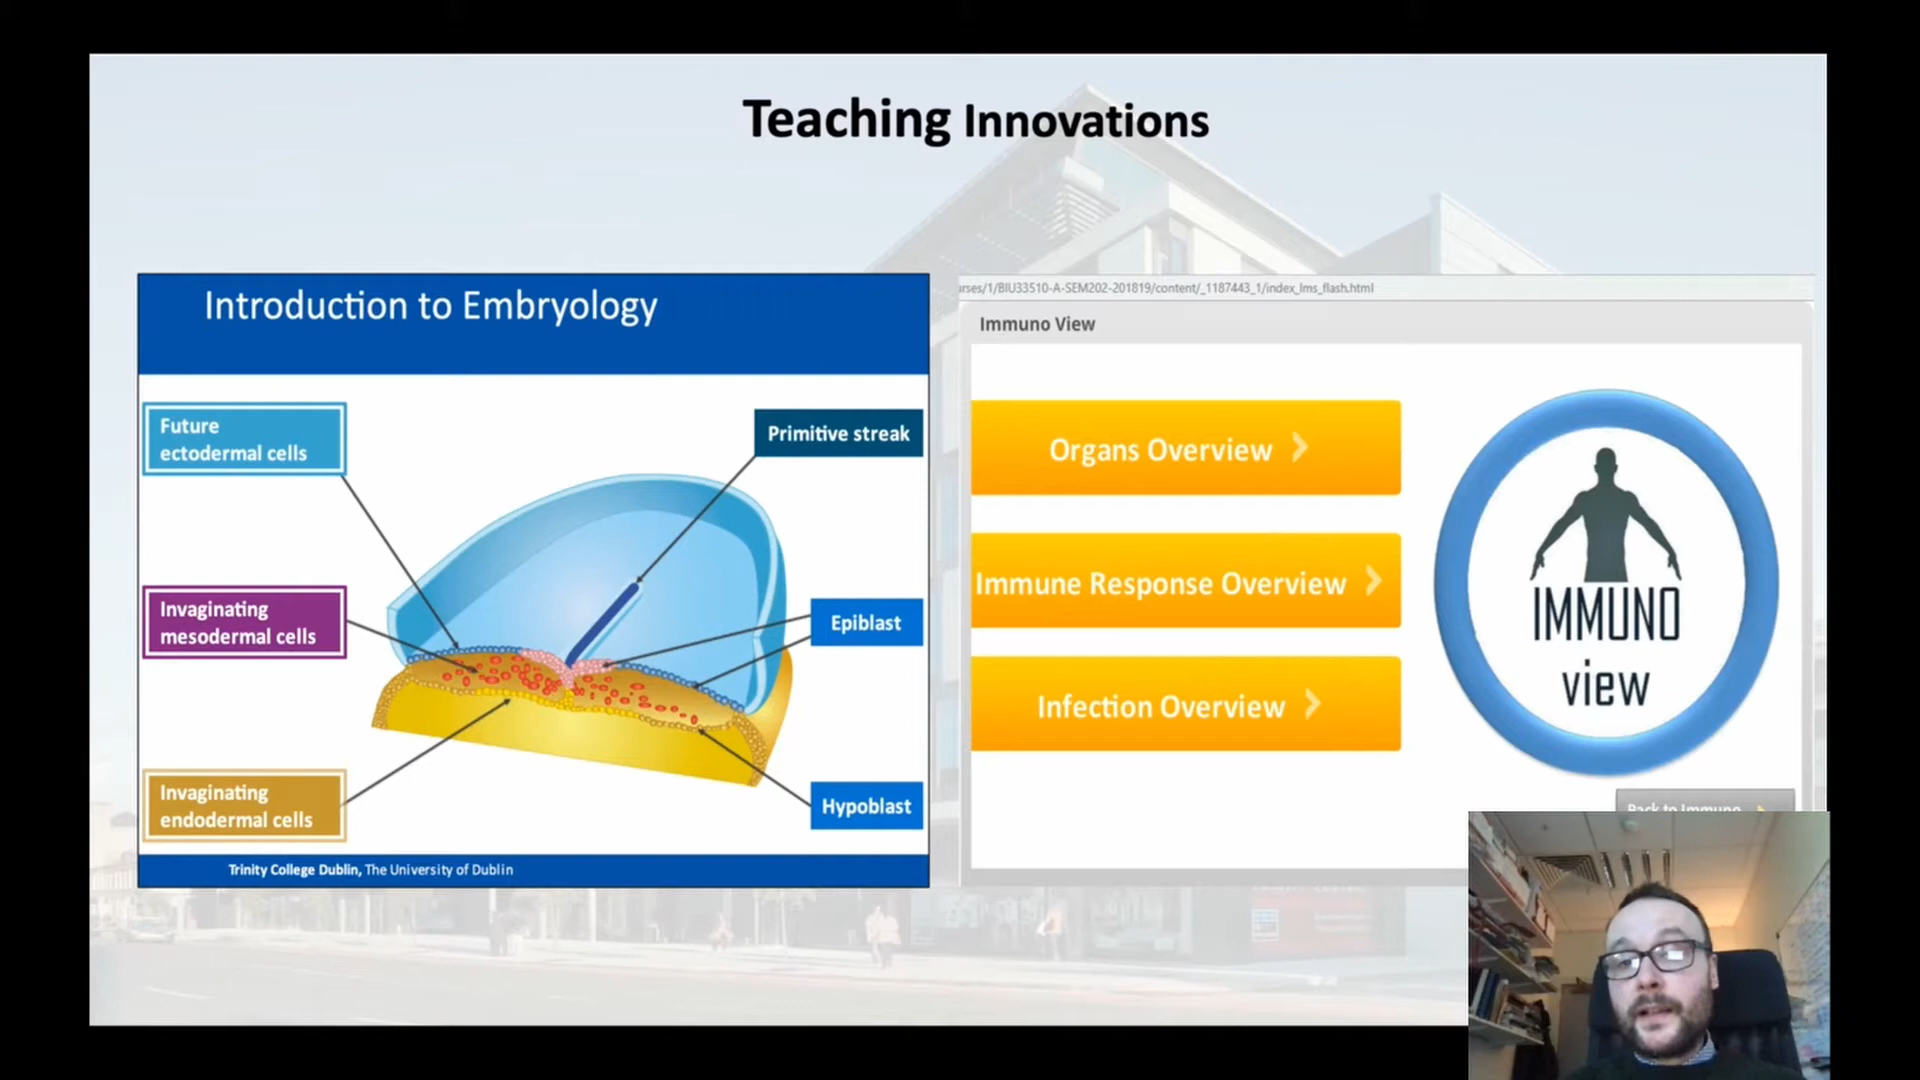 Teaching Innovations
Introduction to Embryology
Future
ectodermal cells
Primitive streak
Invaginating
mesodermal cells
Epiblast
Invaginating
endodermal cells
Hypoblast
Trinity College Dublin, The University of Dublin
urses/1/BIU33510-A-SEM202-201819/content/_1187443_1/index_lms_flash.html
Immuno View
Organs Overview
Immune Response Overview
Infection Overview
IMMUNO
view
Back to Immuno